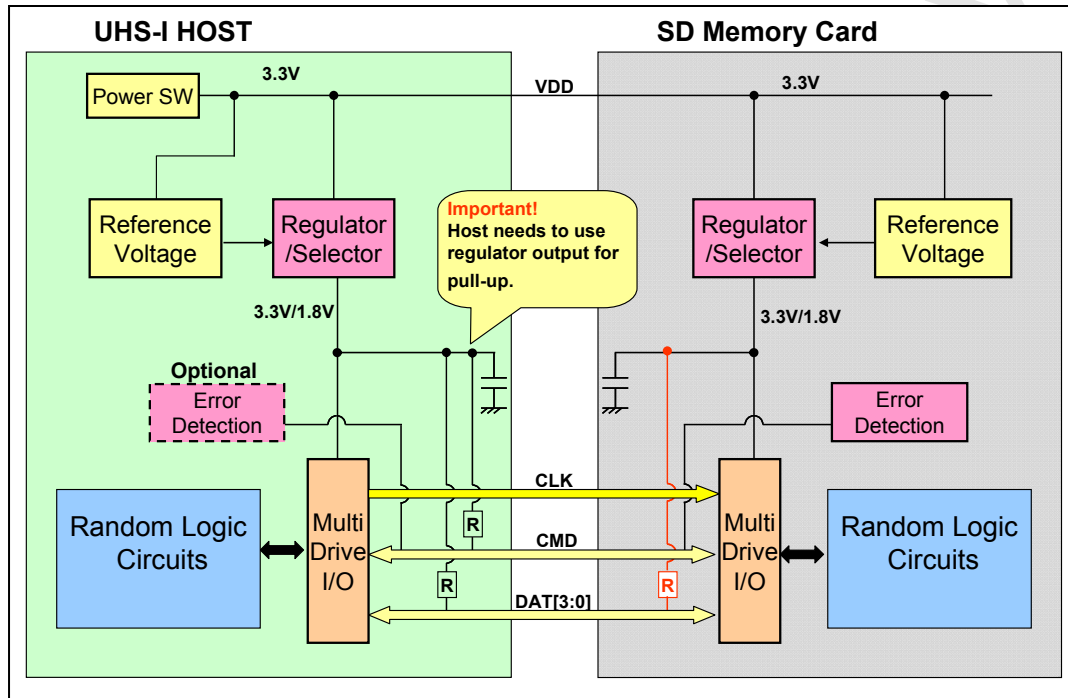 UHS-I HOST
SD Memory Card
Power SW
3.3V
VDD
3.3V
Reference
Voltage
Regulator
/Selector
Important!
Host needs to use
regulator output for
pull-up.
Regulator
/Selector
Reference
Voltage
3.3V/1.8V
3.3V/1.8V
Optional
Error
Detection
Error
Detection
Random Logic
Circuits
Multi
Drive
I/O
CLK
R
CMD
R
R
DAT[3:0]
Multi
Drive
I/O
Random Logic
Circuits